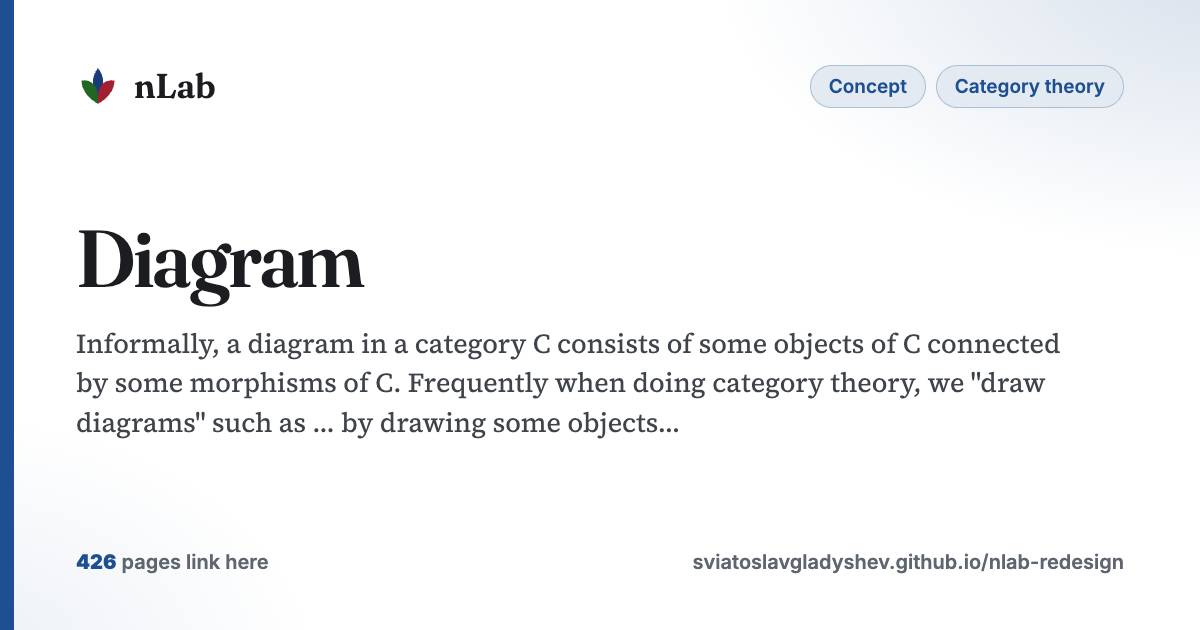 nLab
Concept
Category theory
Diagram
Informally, a diagram in a category C consists of some objects of C connected
by some morphisms of C. Frequently when doing category theory, we "draw
diagrams" such as ... by drawing some objects...
426 pages link here
sviatoslavgladyshev.github.io/nlab-redesign